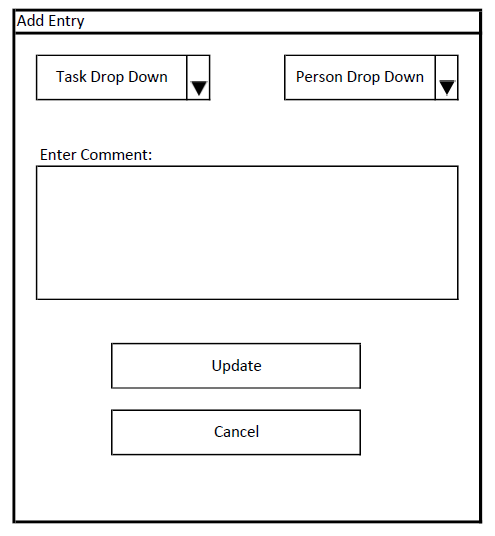 Add Entry
Task Drop Down
Person Drop Down
Enter Comment:
Update
Cancel